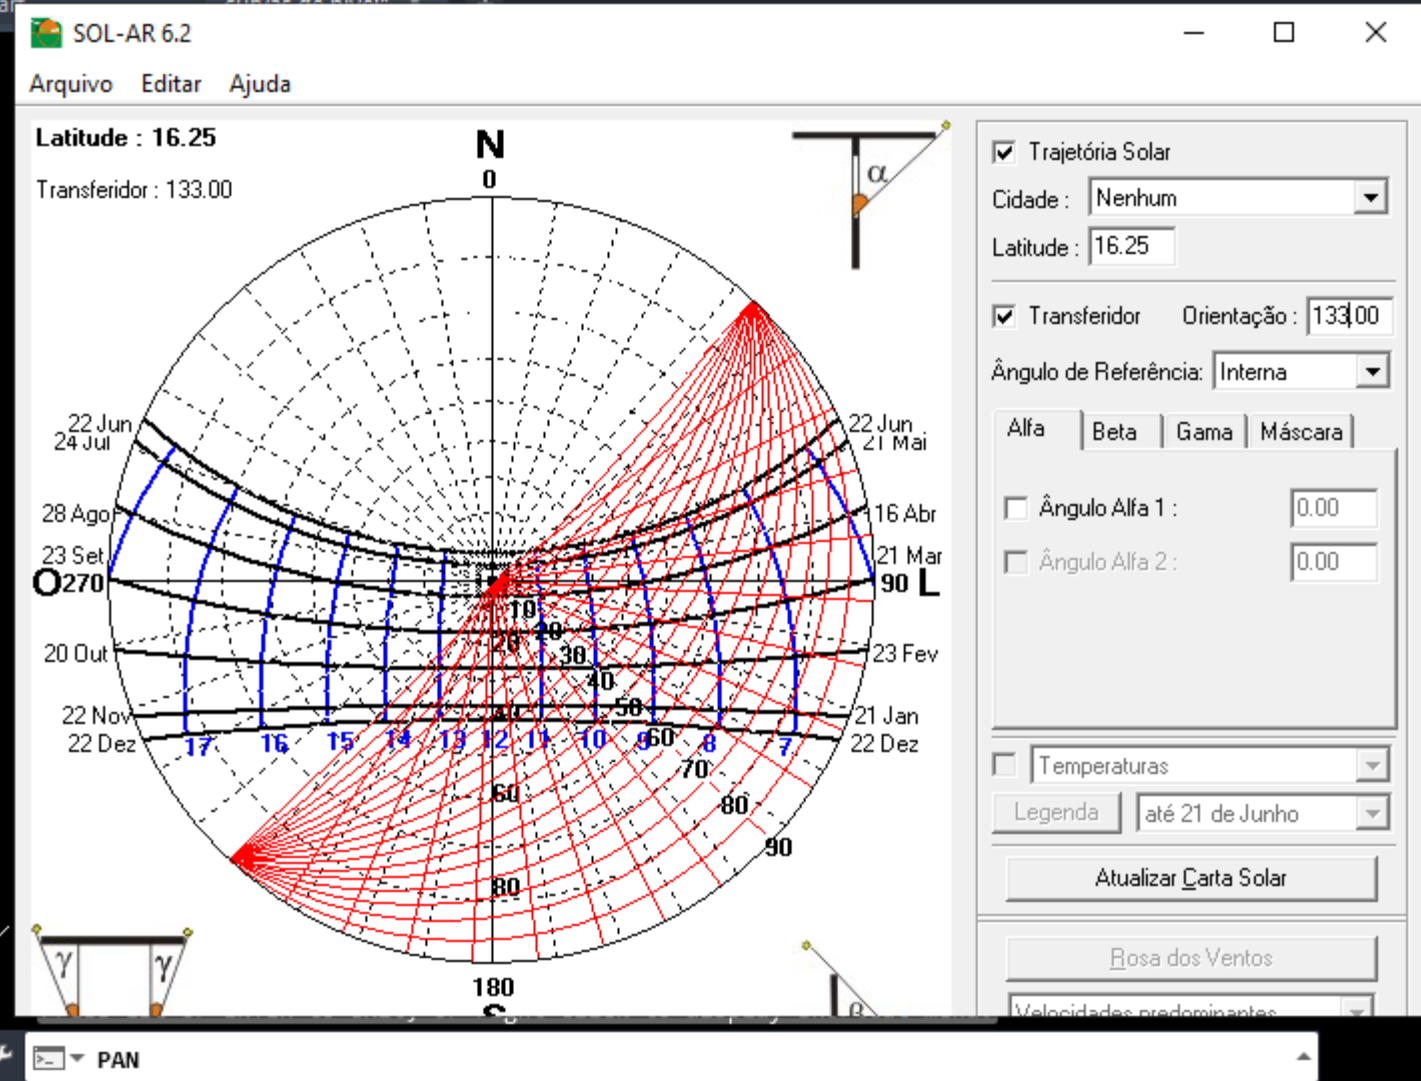 SOL-AR 6.2
Arquivo Editar Ajuda
Latitude : 16.25
Transferidor : 133.00
N
0
α
22 Jun
24 Jul
28 Ago
23 Set
O 270
20 Out
22 Nov
22 Dez
22 Jun
21 Mai
16 Abr
21 Mar
90 L
23 Fev
21 Jan
22 Dez
10
20
20
30
40
40
50
60
70
80
90
60
80
17 16 15 14 13 12 11 10 9 8 7
180
S
γ γ
β
Trajetória Solar
Cidade : Nenhum
Latitude : 16.25
Transferidor Orientação : 133.00
Ângulo de Referência: Interna
Alfa Beta Gama Máscara
Ângulo Alfa 1 : 0.00
Ângulo Alfa 2 : 0.00
Temperaturas
Legenda até 21 de Junho
Atualizar Carta Solar
Rosa dos Ventos
Velocidades predominantes
PAN